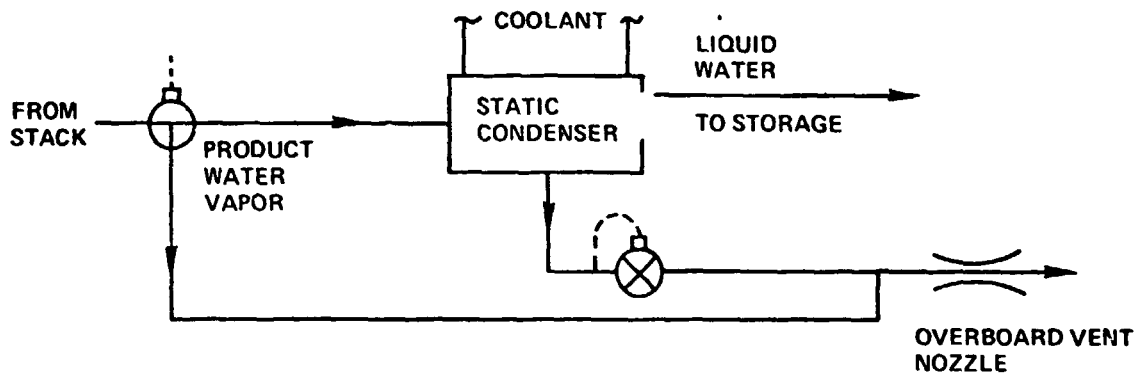 COOLANT
LIQUID
WATER
TO STORAGE
STATIC
CONDENSER
FROM
STACK
PRODUCT
WATER
VAPOR
OVERBOARD VENT
NOZZLE